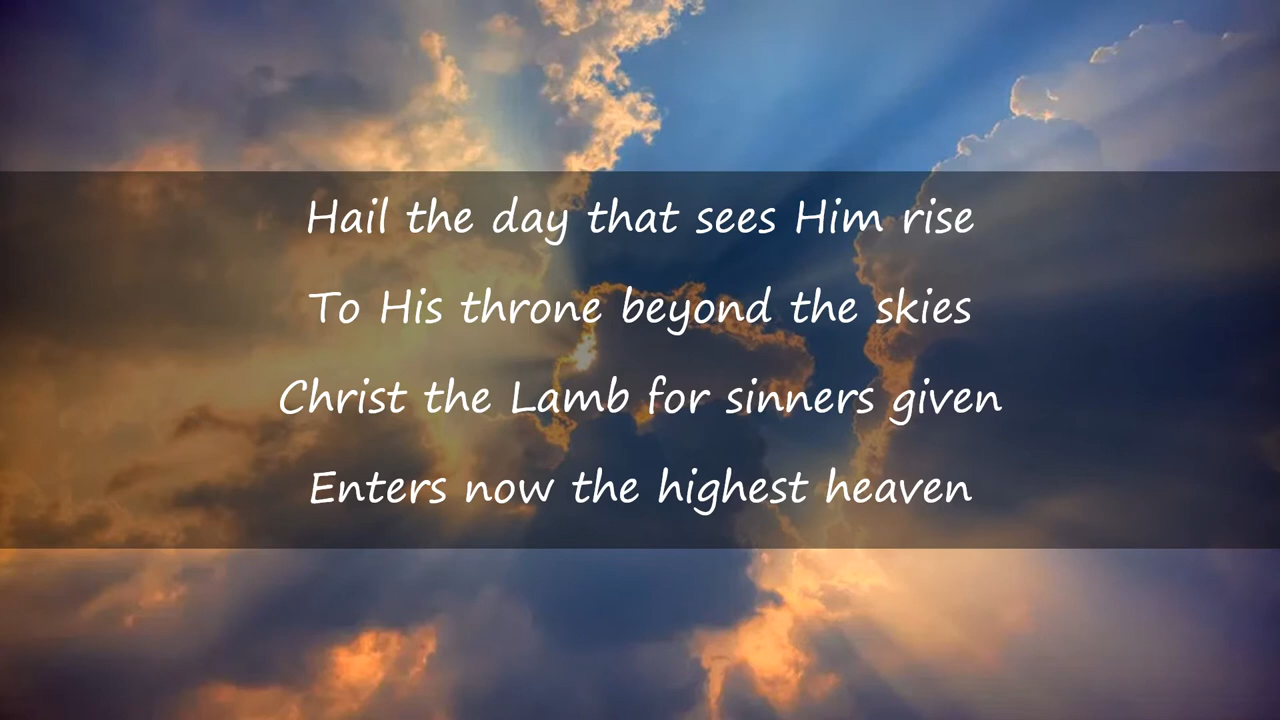 Hail the day that sees Him rise
To His throne beyond the skies
Christ the Lamb for sinners given
Enters now the highest heaven